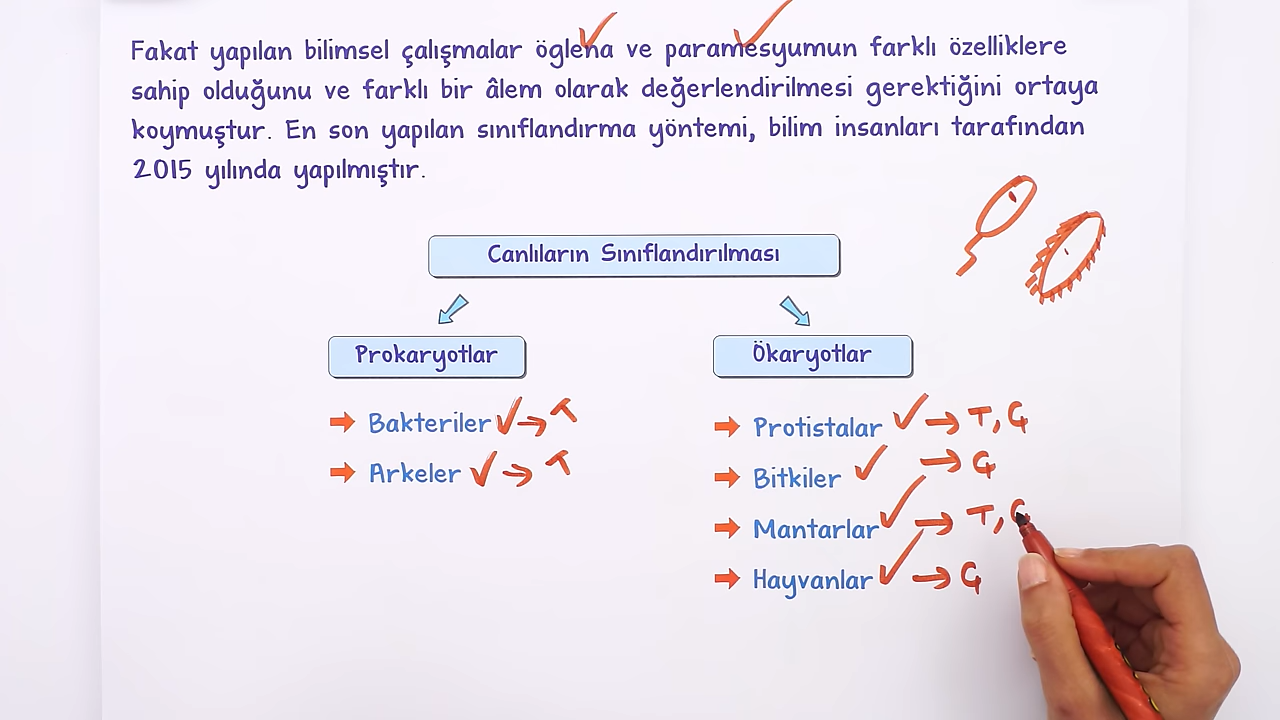 Fakat yapılan bilimsel çalışmalar öglena ve paramesyumun farklı özelliklere
sahip olduğunu ve farklı bir âlem olarak değerlendirilmesi gerektiğini ortaya
koymuştur. En son yapılan sınıflandırma yöntemi, bilim insanları tarafından
2015 yılında yapılmıştır.
Canlıların Sınıflandırılması
Prokaryotlar
Bakteriler → T
Arkeler → T
Ökaryotlar
Protistalar → T, Ç
Bitkiler → Ç
Mantarlar → T, Ç
Hayvanlar → Ç